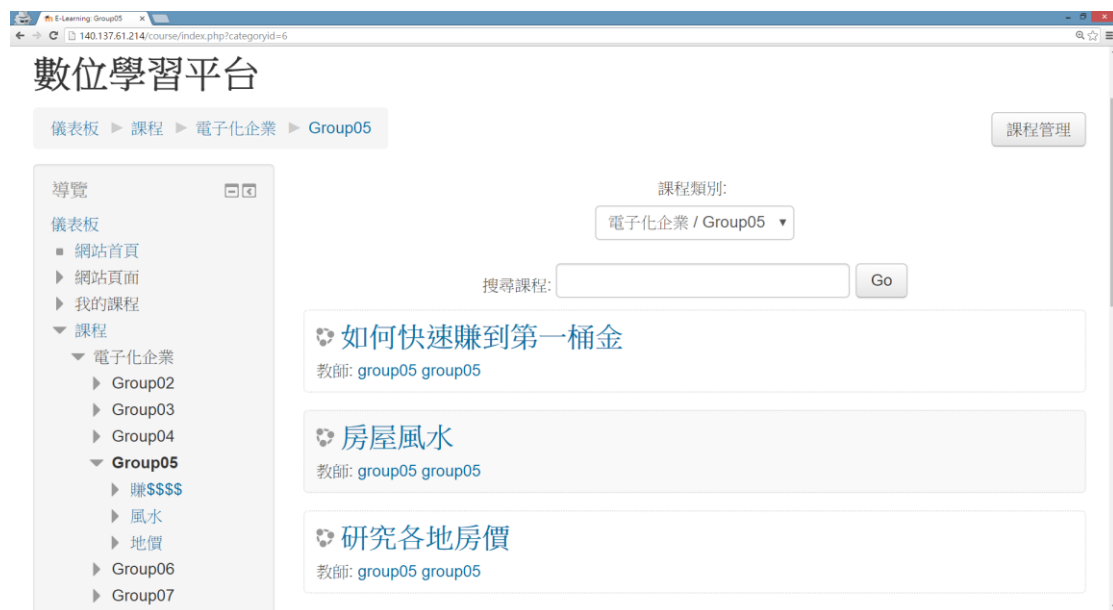 E-Learning: Group05
140.137.61.214/course/index.php?categoryid=6
數位學習平台
儀表板 ▶ 課程 ▶ 電子化企業 ▶ Group05
課程管理
導覽
儀表板
網站首頁
網站頁面
我的課程
課程
電子化企業
Group02
Group03
Group04
Group05
賺$$$$
風水
地價
Group06
Group07
課程類別:
電子化企業 / Group05
搜尋課程:
Go
如何快速賺到第一桶金
教師: group05 group05
房屋風水
教師: group05 group05
研究各地房價
教師: group05 group05